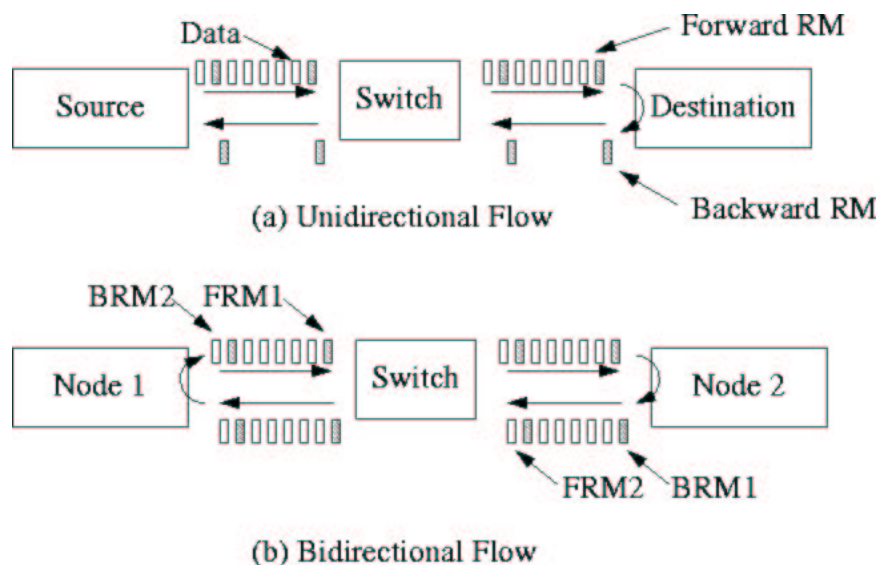 Data
Forward RM
Source
Switch
Destination
Backward RM
(a) Unidirectional Flow
BRM2
FRM1
Node 1
Switch
Node 2
FRM2
BRM1
(b) Bidirectional Flow